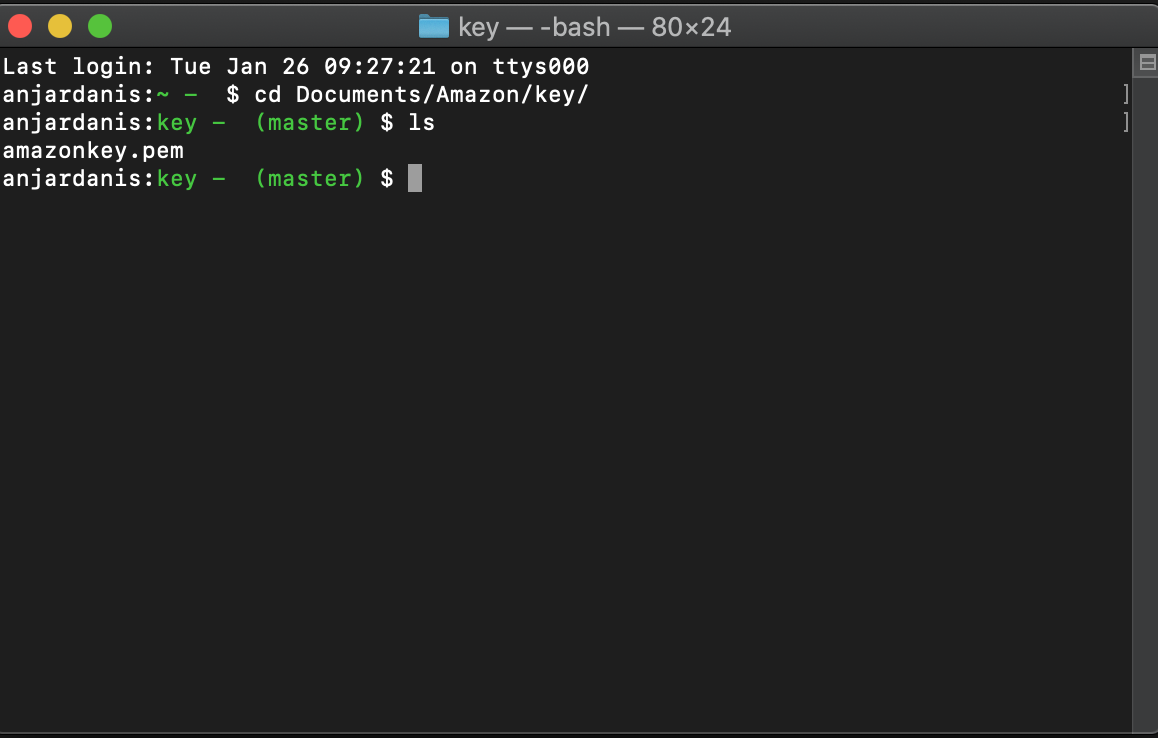 key — -bash — 80×24
Last login: Tue Jan 26 09:27:21 on ttys000
anjardanis:~ –  $ cd Documents/Amazon/key/ ]
anjardanis:key –  (master) $ ls ]
amazonkey.pem
anjardanis:key –  (master) $